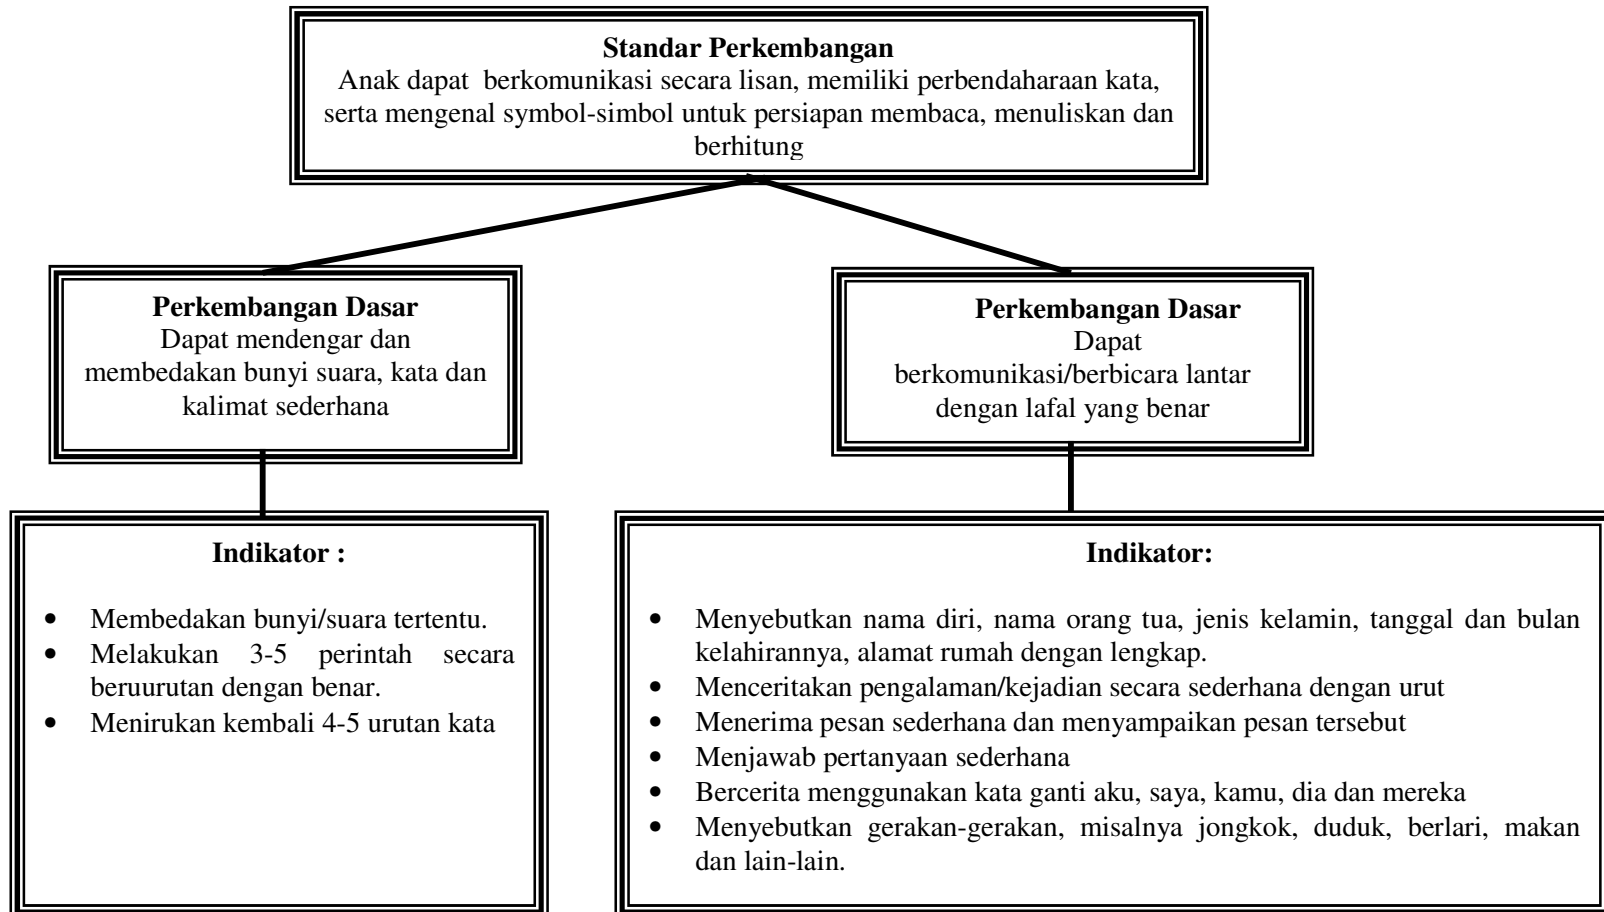 Standar Perkembangan
Anak dapat berkomunikasi secara lisan, memiliki perbendaharaan kata,
serta mengenal symbol-simbol untuk persiapan membaca, menuliskan dan
berhitung
Perkembangan Dasar
Dapat mendengar dan
membedakan bunyi suara, kata dan
kalimat sederhana
Perkembangan Dasar
Dapat
berkomunikasi/berbicara lantar
dengan lafal yang benar
Indikator :
• Membedakan bunyi/suara tertentu.
• Melakukan 3-5 perintah secara
beruurutan dengan benar.
• Menirukan kembali 4-5 urutan kata
Indikator:
• Menyebutkan nama diri, nama orang tua, jenis kelamin, tanggal dan bulan
kelahirannya, alamat rumah dengan lengkap.
• Menceritakan pengalaman/kejadian secara sederhana dengan urut
• Menerima pesan sederhana dan menyampaikan pesan tersebut
• Menjawab pertanyaan sederhana
• Bercerita menggunakan kata ganti aku, saya, kamu, dia dan mereka
• Menyebutkan gerakan-gerakan, misalnya jongkok, duduk, berlari, makan
dan lain-lain.